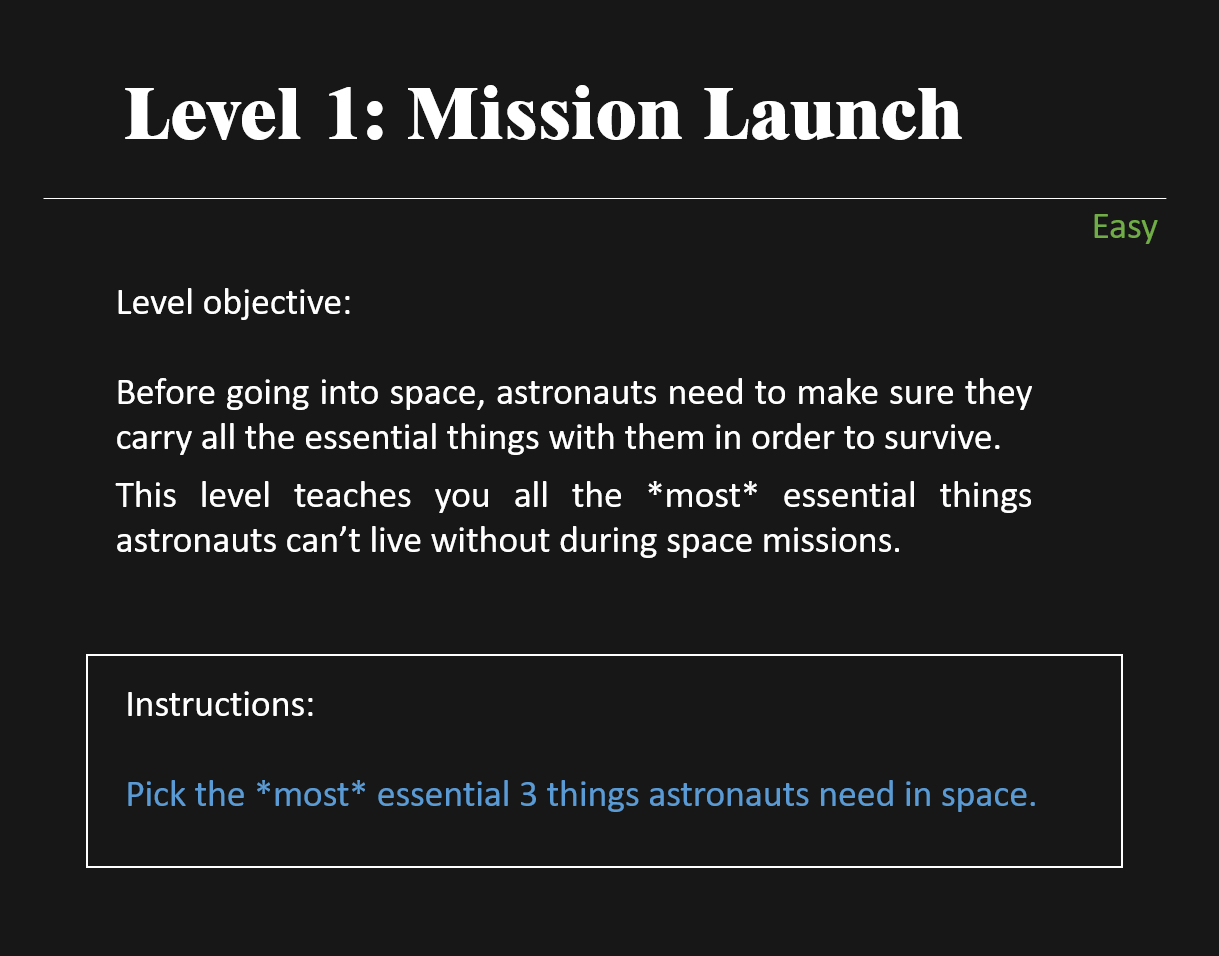 Level 1: Mission Launch
Easy
Level objective:
Before going into space, astronauts need to make sure they
carry all the essential things with them in order to survive.
This level teaches you all the *most* essential things
astronauts can’t live without during space missions.
Instructions:
Pick the *most* essential 3 things astronauts need in space.